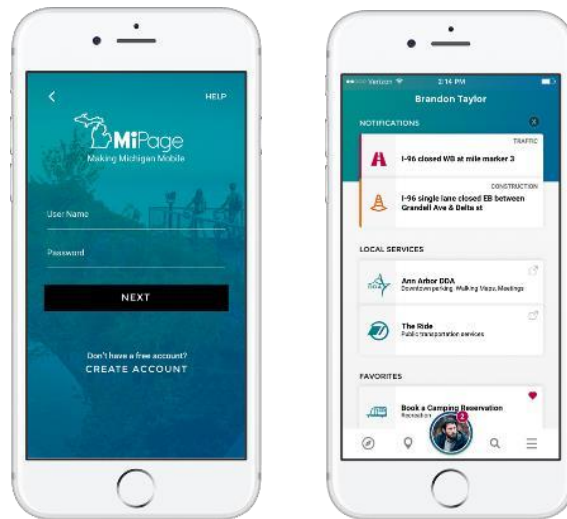 HELP
MiPage
Making Michigan Mobile
User Name
Password
NEXT
Don't have a free account?
CREATE ACCOUNT
Verizon 2:14 PM
Brandon Taylor
NOTIFICATIONS
TRAFFIC
I-96 closed WB at mile marker 3
CONSTRUCTION
I-96 single lane closed EB between
Grandell Ave & Delta st
LOCAL SERVICES
Ann Arbor DDA
Downtown parking, Walking Maps, Meetings
The Ride
Public transportation services
FAVORITES
Book a Camping Reservation
Recreation
2